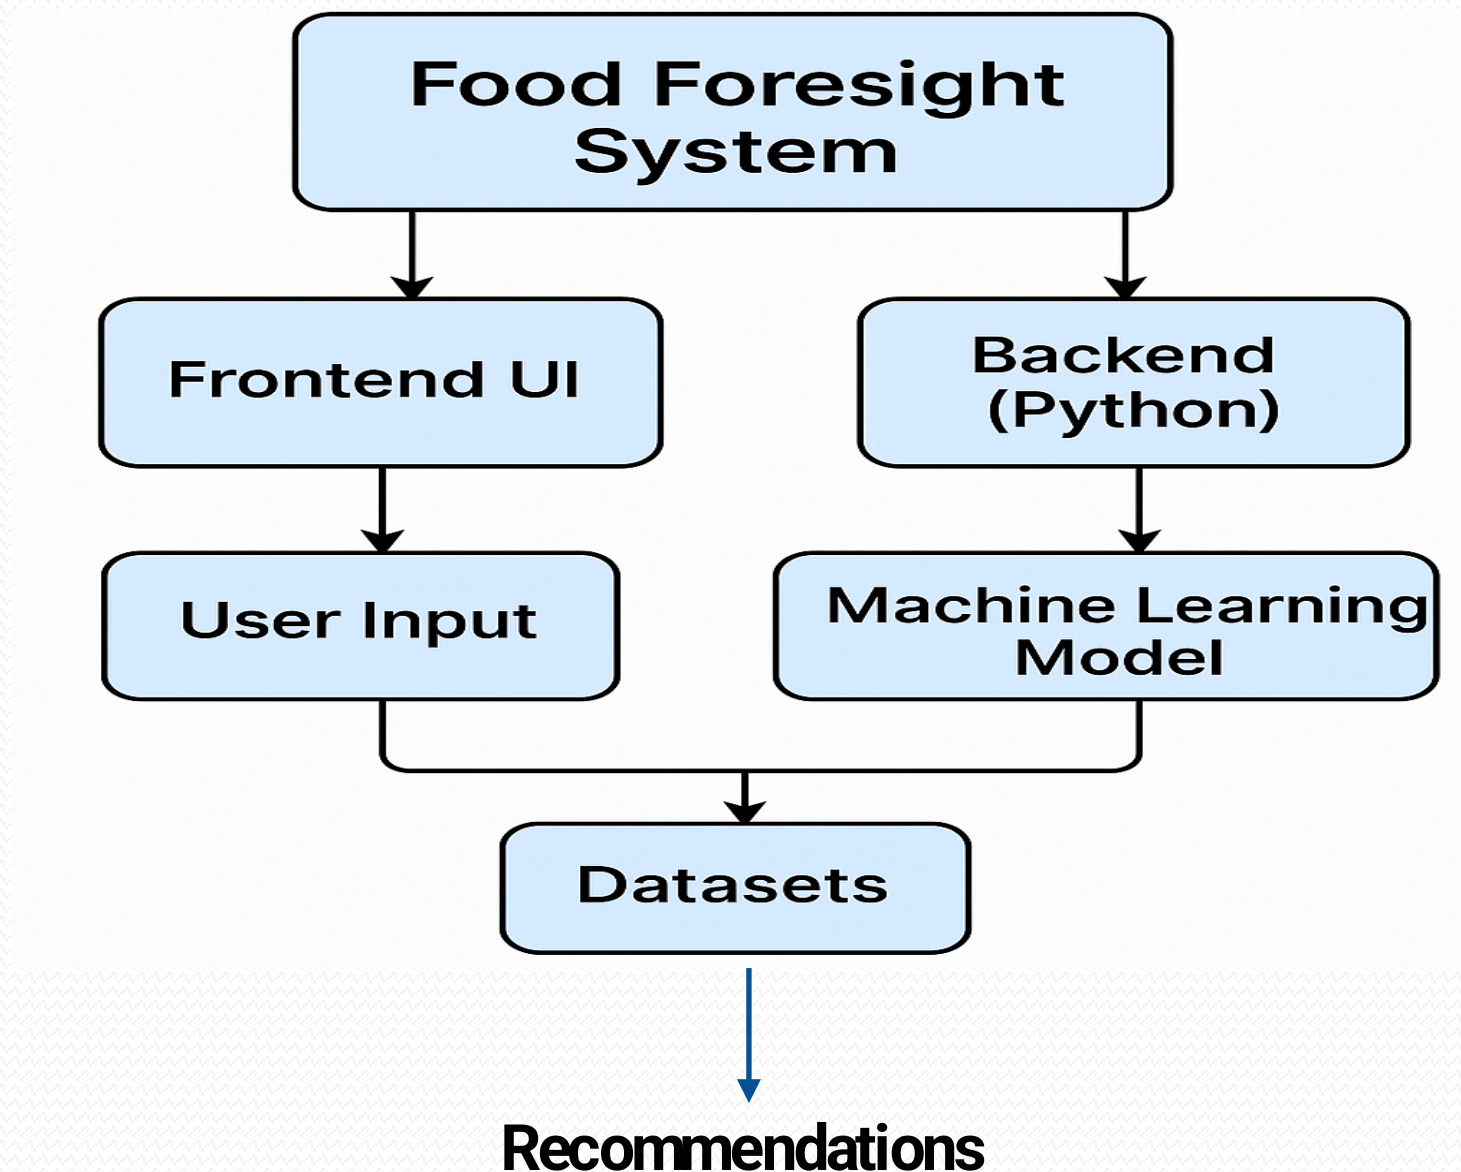 Food Foresight
System
Frontend UI
Backend
(Python)
User Input
Machine Learning
Model
Datasets
Recommendations